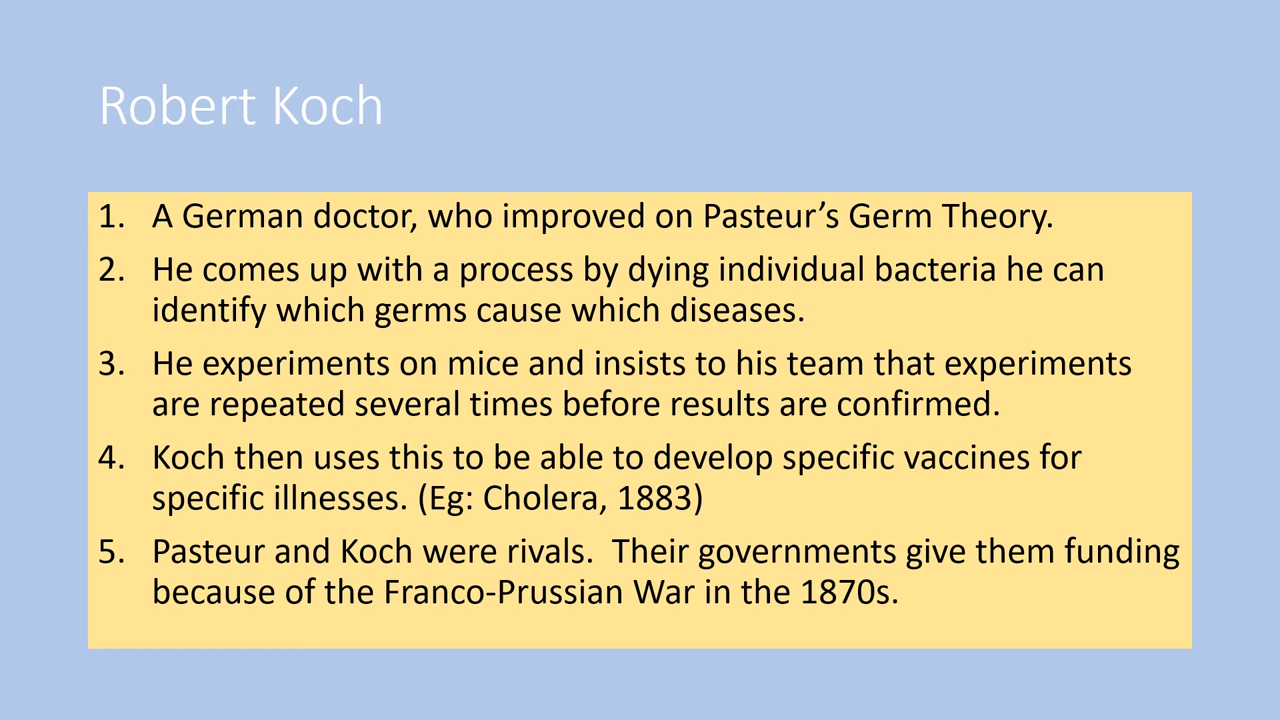 Robert Koch
1. A German doctor, who improved on Pasteur’s Germ Theory.
2. He comes up with a process by dying individual bacteria he can
identify which germs cause which diseases.
3. He experiments on mice and insists to his team that experiments
are repeated several times before results are confirmed.
4. Koch then uses this to be able to develop specific vaccines for
specific illnesses. (Eg: Cholera, 1883)
5. Pasteur and Koch were rivals.  Their governments give them funding
because of the Franco-Prussian War in the 1870s.